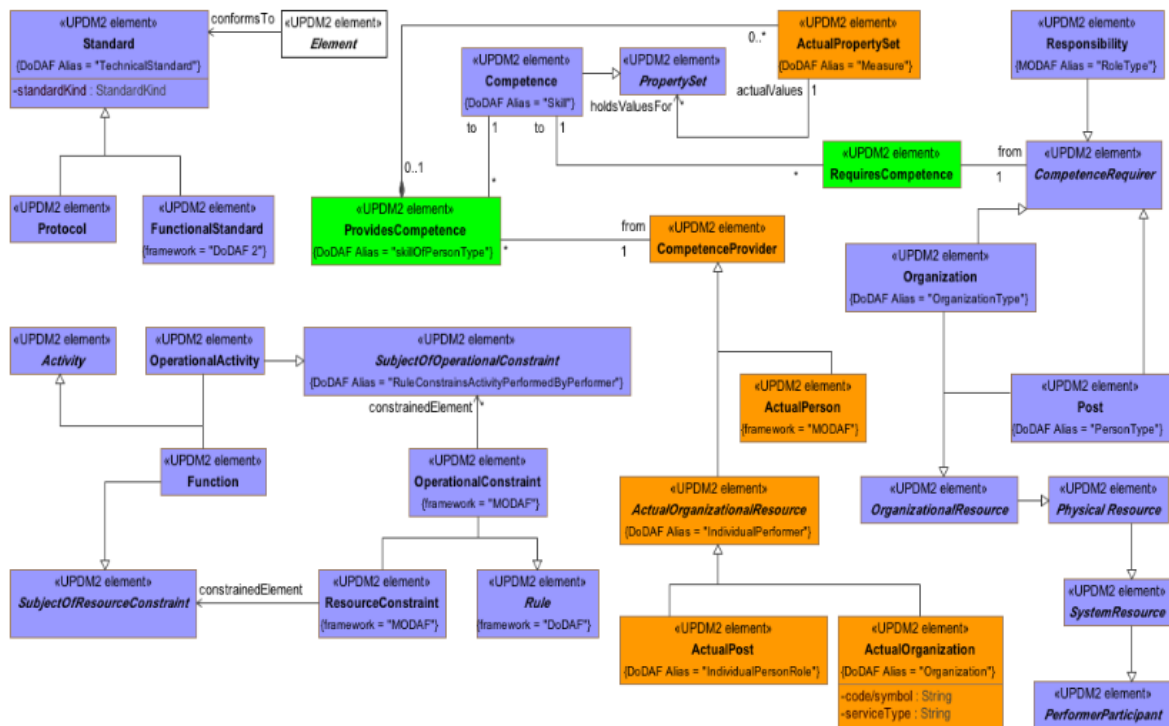 «UPDM2 element»
Standard
{DoDAF Alias = "TechnicalStandard"}
-standardKind : StandardKind
conformsTo
«UPDM2 element»
Element
«UPDM2 element»
Protocol
«UPDM2 element»
FunctionalStandard
{framework = "DoDAF 2"}
«UPDM2 element»
Competence
{DoDAF Alias = "Skill"}
«UPDM2 element»
PropertySet
0..*
«UPDM2 element»
ActualPropertySet
{DoDAF Alias = "Measure"}
actualValues
1
holdsValuesFor
to
1
to
1
0..1
*
*
«UPDM2 element»
Responsibility
{MODAF Alias = "RoleType"}
«UPDM2 element»
RequiresCompetence
from
1
«UPDM2 element»
CompetenceRequirer
«UPDM2 element»
ProvidesCompetence
{DoDAF Alias = "skillOfPersonType"}
*
from
1
«UPDM2 element»
CompetenceProvider
«UPDM2 element»
Organization
{DoDAF Alias = "OrganizationType"}
«UPDM2 element»
Activity
«UPDM2 element»
OperationalActivity
«UPDM2 element»
SubjectOfOperationalConstraint
{DoDAF Alias = "RuleConstrainsActivityPerformedByPerformer"}
constrainedElement
«UPDM2 element»
ActualPerson
{framework = "MODAF"}
«UPDM2 element»
Post
{DoDAF Alias = "PersonType"}
«UPDM2 element»
Function
«UPDM2 element»
OperationalConstraint
{framework = "MODAF"}
«UPDM2 element»
ActualOrganizationalResource
{DoDAF Alias = "IndividualPerformer"}
«UPDM2 element»
OrganizationalResource
«UPDM2 element»
Physical Resource
«UPDM2 element»
SubjectOfResourceConstraint
constrainedElement
«UPDM2 element»
ResourceConstraint
{framework = "MODAF"}
«UPDM2 element»
Rule
{framework = "DoDAF"}
«UPDM2 element»
SystemResource
«UPDM2 element»
ActualPost
{DoDAF Alias = "IndividualPersonRole"}
«UPDM2 element»
ActualOrganization
{DoDAF Alias = "Organization"}
-code/symbol : String
-serviceType : String
«UPDM2 element»
PerformerParticipant